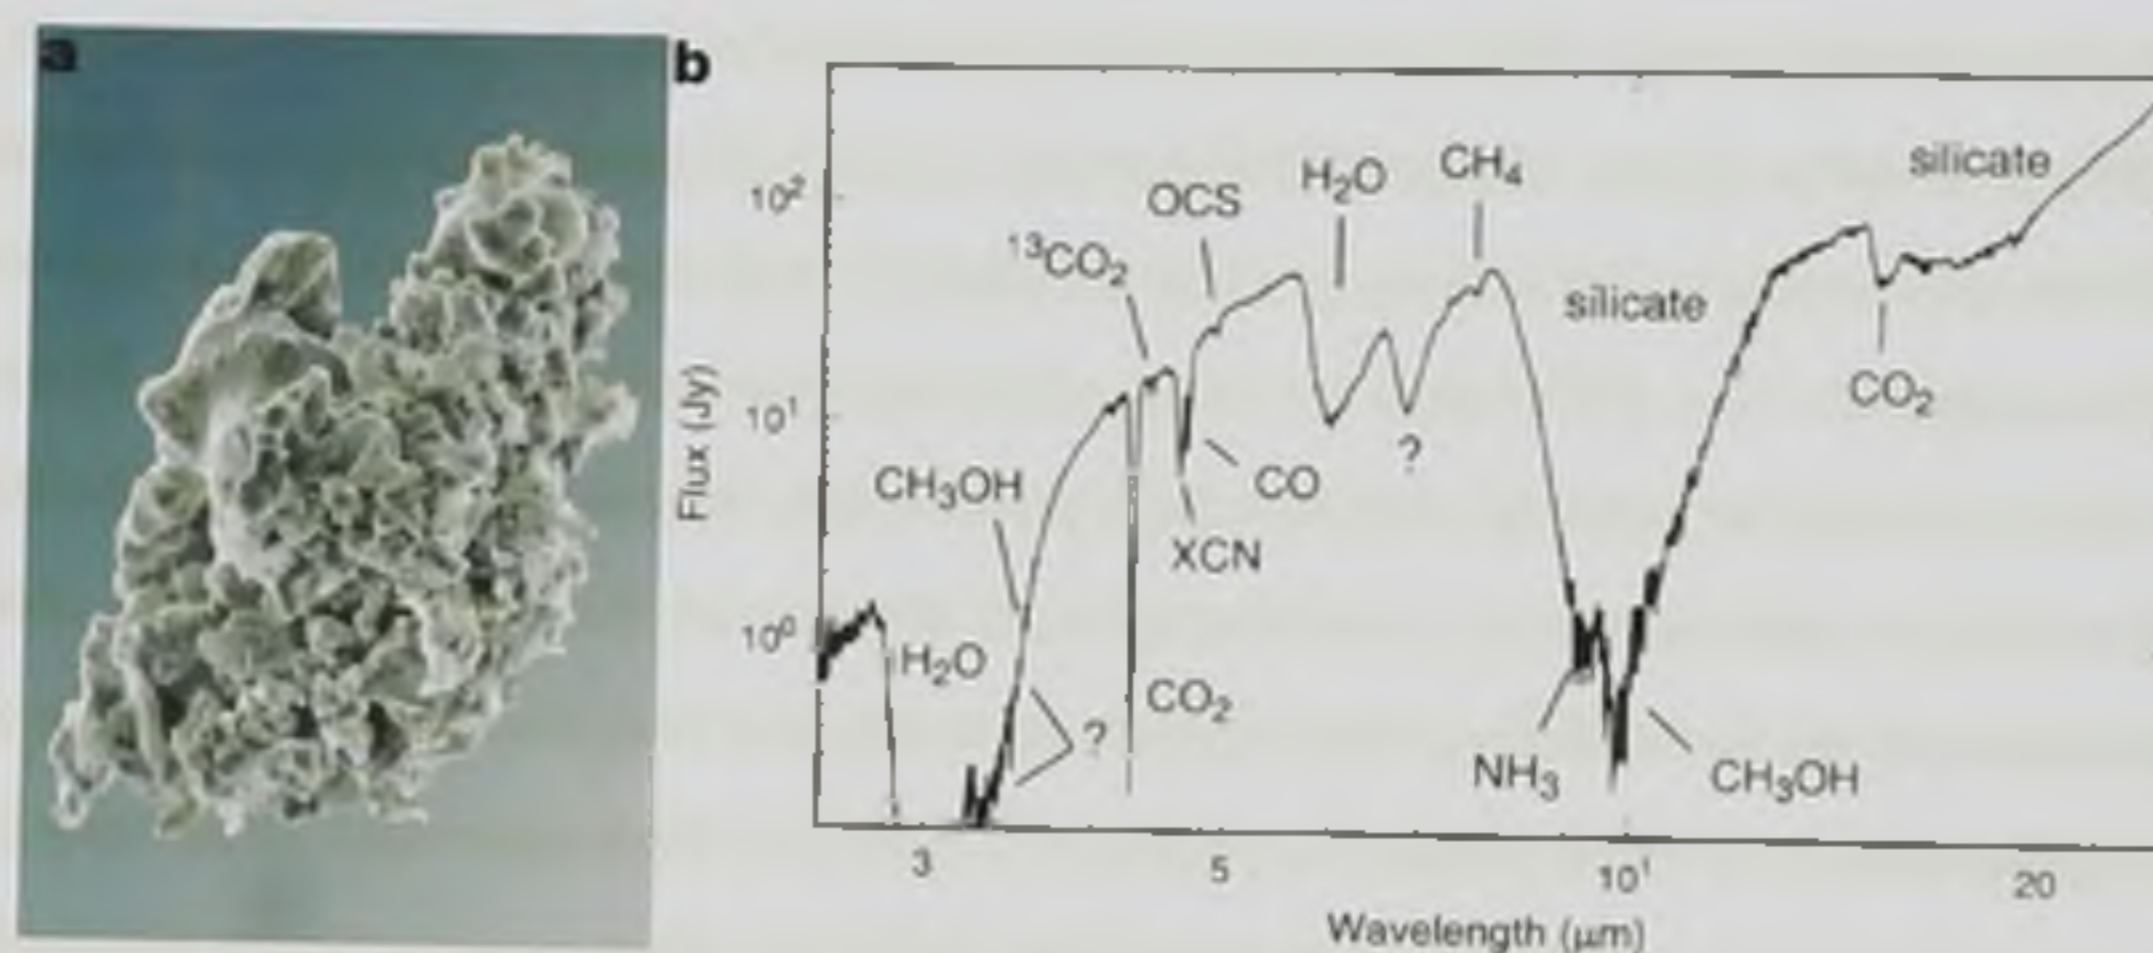 a
b
silicate
CH₄
H₂O
OCS
10²
¹³CO₂
silicate
CO₂
10¹
Flux (Jy)
?
CH₃OH
CO
XCN
10⁰
H₂O
CO₂
?
NH₃
CH₃OH
3
5
10¹
20
Wavelength (μm)